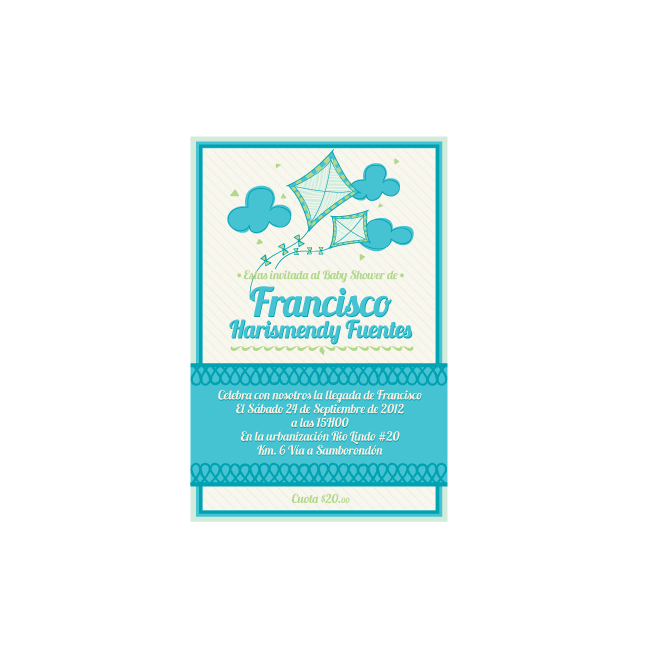 • Estas invitada al Baby Shower de •
Francisco
Harismendy Fuentes
Celebra con nosotros la llegada de Francisco
El Sábado 24 de Septiembre de 2012
a las 15H00
En la urbanización Rio Lindo #20
Km. 6 Vía a Samborondón
Cuota $20.00